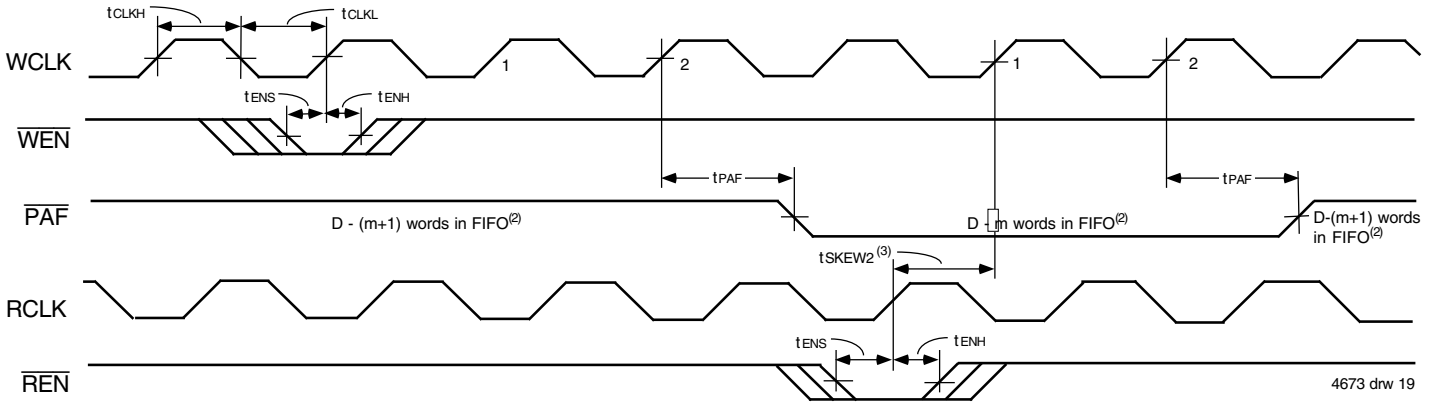 tCLKH tCLKL
WCLK 1 2 1 2
tENS tENH
WEN
tPAF tPAF
PAF D - (m+1) words in FIFO(2) D - m words in FIFO(2) D-(m+1) words
in FIFO(2)
tSKEW2 (3)
RCLK
tENS tENH
REN 4673 drw 19